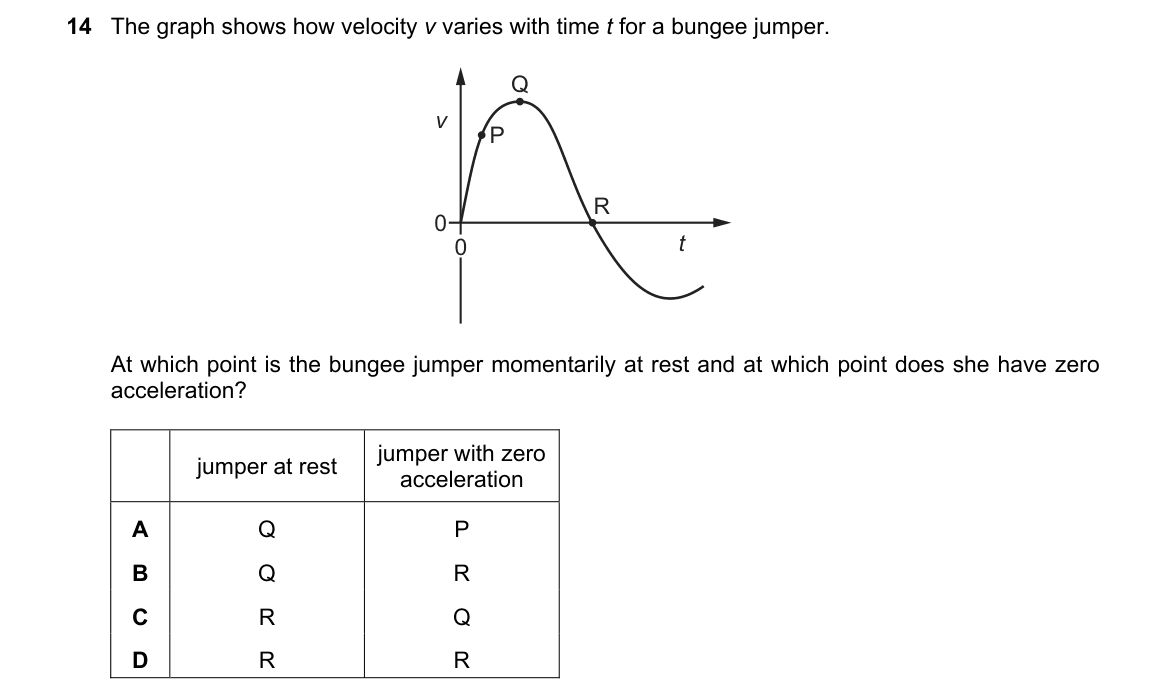 14 The graph shows how velocity v varies with time t for a bungee jumper.
Q
v
P
R
0
0
t
At which point is the bungee jumper momentarily at rest and at which point does she have zero
acceleration?
jumper at rest
jumper with zero
acceleration
A Q P
B Q R
C R Q
D R R